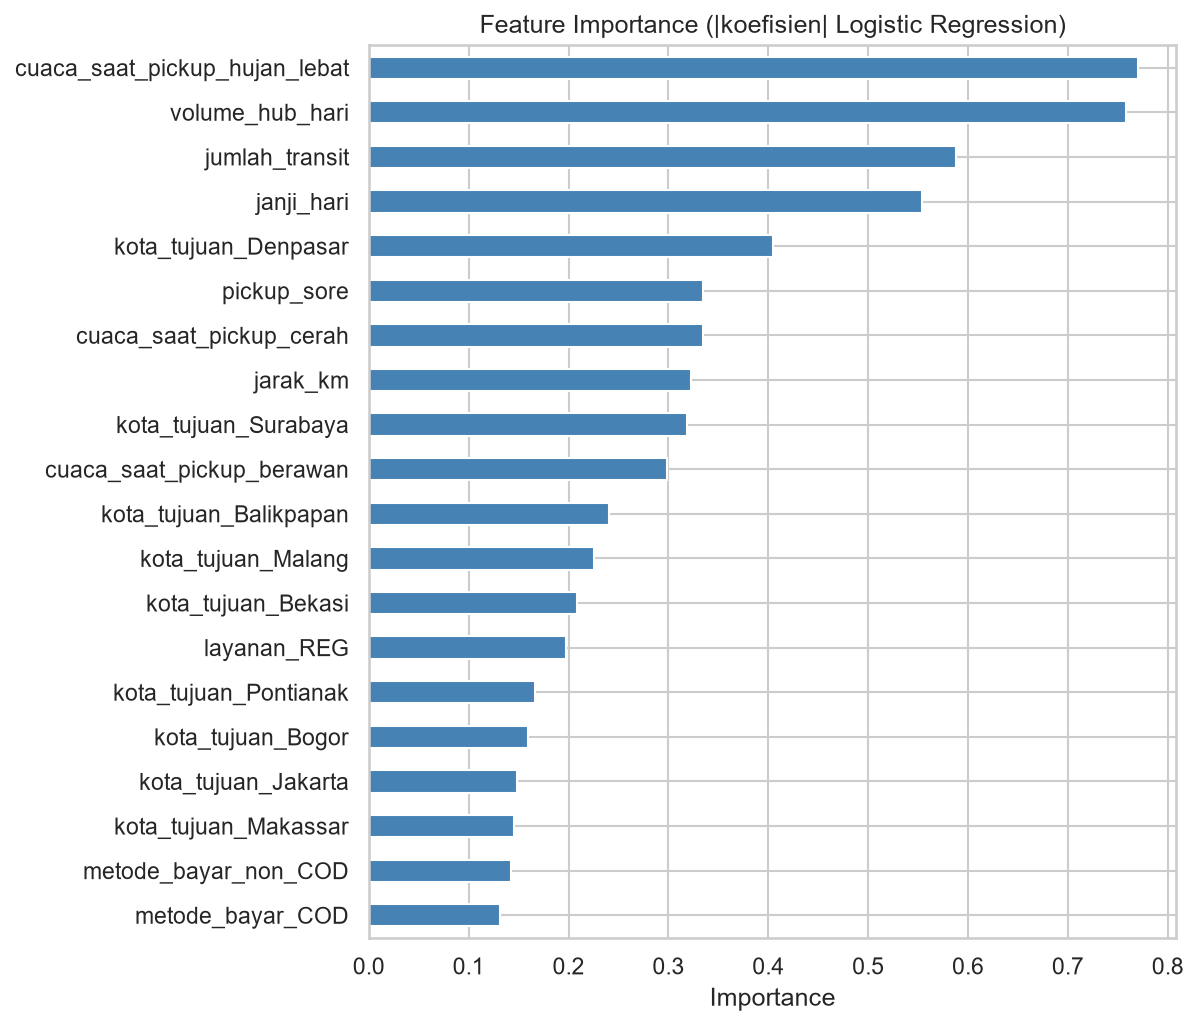 Feature Importance (|koefisien| Logistic Regression)
cuaca_saat_pickup_hujan_lebat
volume_hub_hari
jumlah_transit
janji_hari
kota_tujuan_Denpasar
pickup_sore
cuaca_saat_pickup_cerah
jarak_km
kota_tujuan_Surabaya
cuaca_saat_pickup_berawan
kota_tujuan_Balikpapan
kota_tujuan_Malang
kota_tujuan_Bekasi
layanan_REG
kota_tujuan_Pontianak
kota_tujuan_Bogor
kota_tujuan_Jakarta
kota_tujuan_Makassar
metode_bayar_non_COD
metode_bayar_COD
0.0 0.1 0.2 0.3 0.4 0.5 0.6 0.7 0.8
Importance